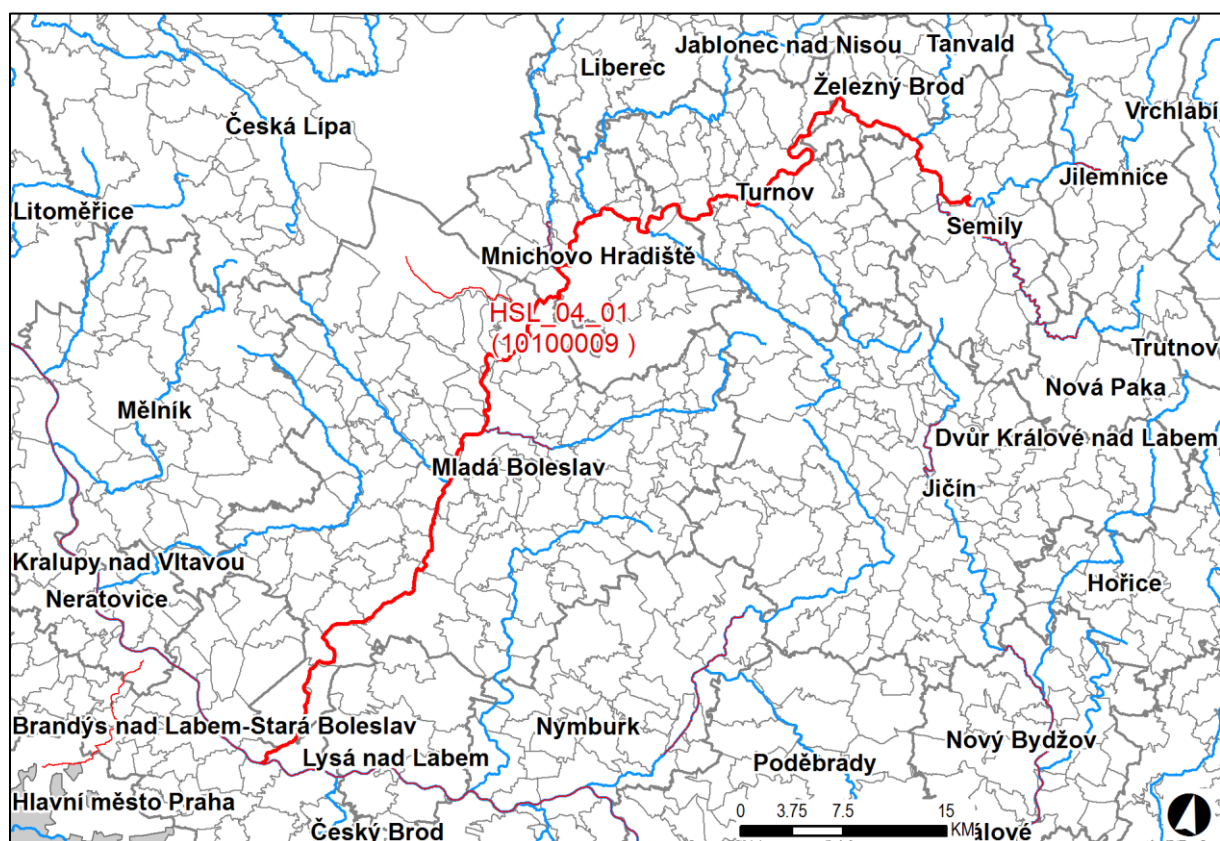 Jablonec nad Nisou
Tanvald
Liberec
Železný Brod
Vrchlabí
Česká Lípa
Jilemnice
Turnov
Litoměřice
Semily
Mnichovo Hradiště
HSL_04_01
(10100009 )
Trutnov
Nová Paka
Mělník
Dvůr Králové nad Labem
Mladá Boleslav
Jičín
Kralupy nad Vltavou
Hořice
Neratovice
Brandýs nad Labem-Stará Boleslav
Nymburk
Nový Bydžov
Lysá nad Labem
Poděbrady
Hlavní město Praha
0 3.75 7.5 15
KM
Český Brod
álové